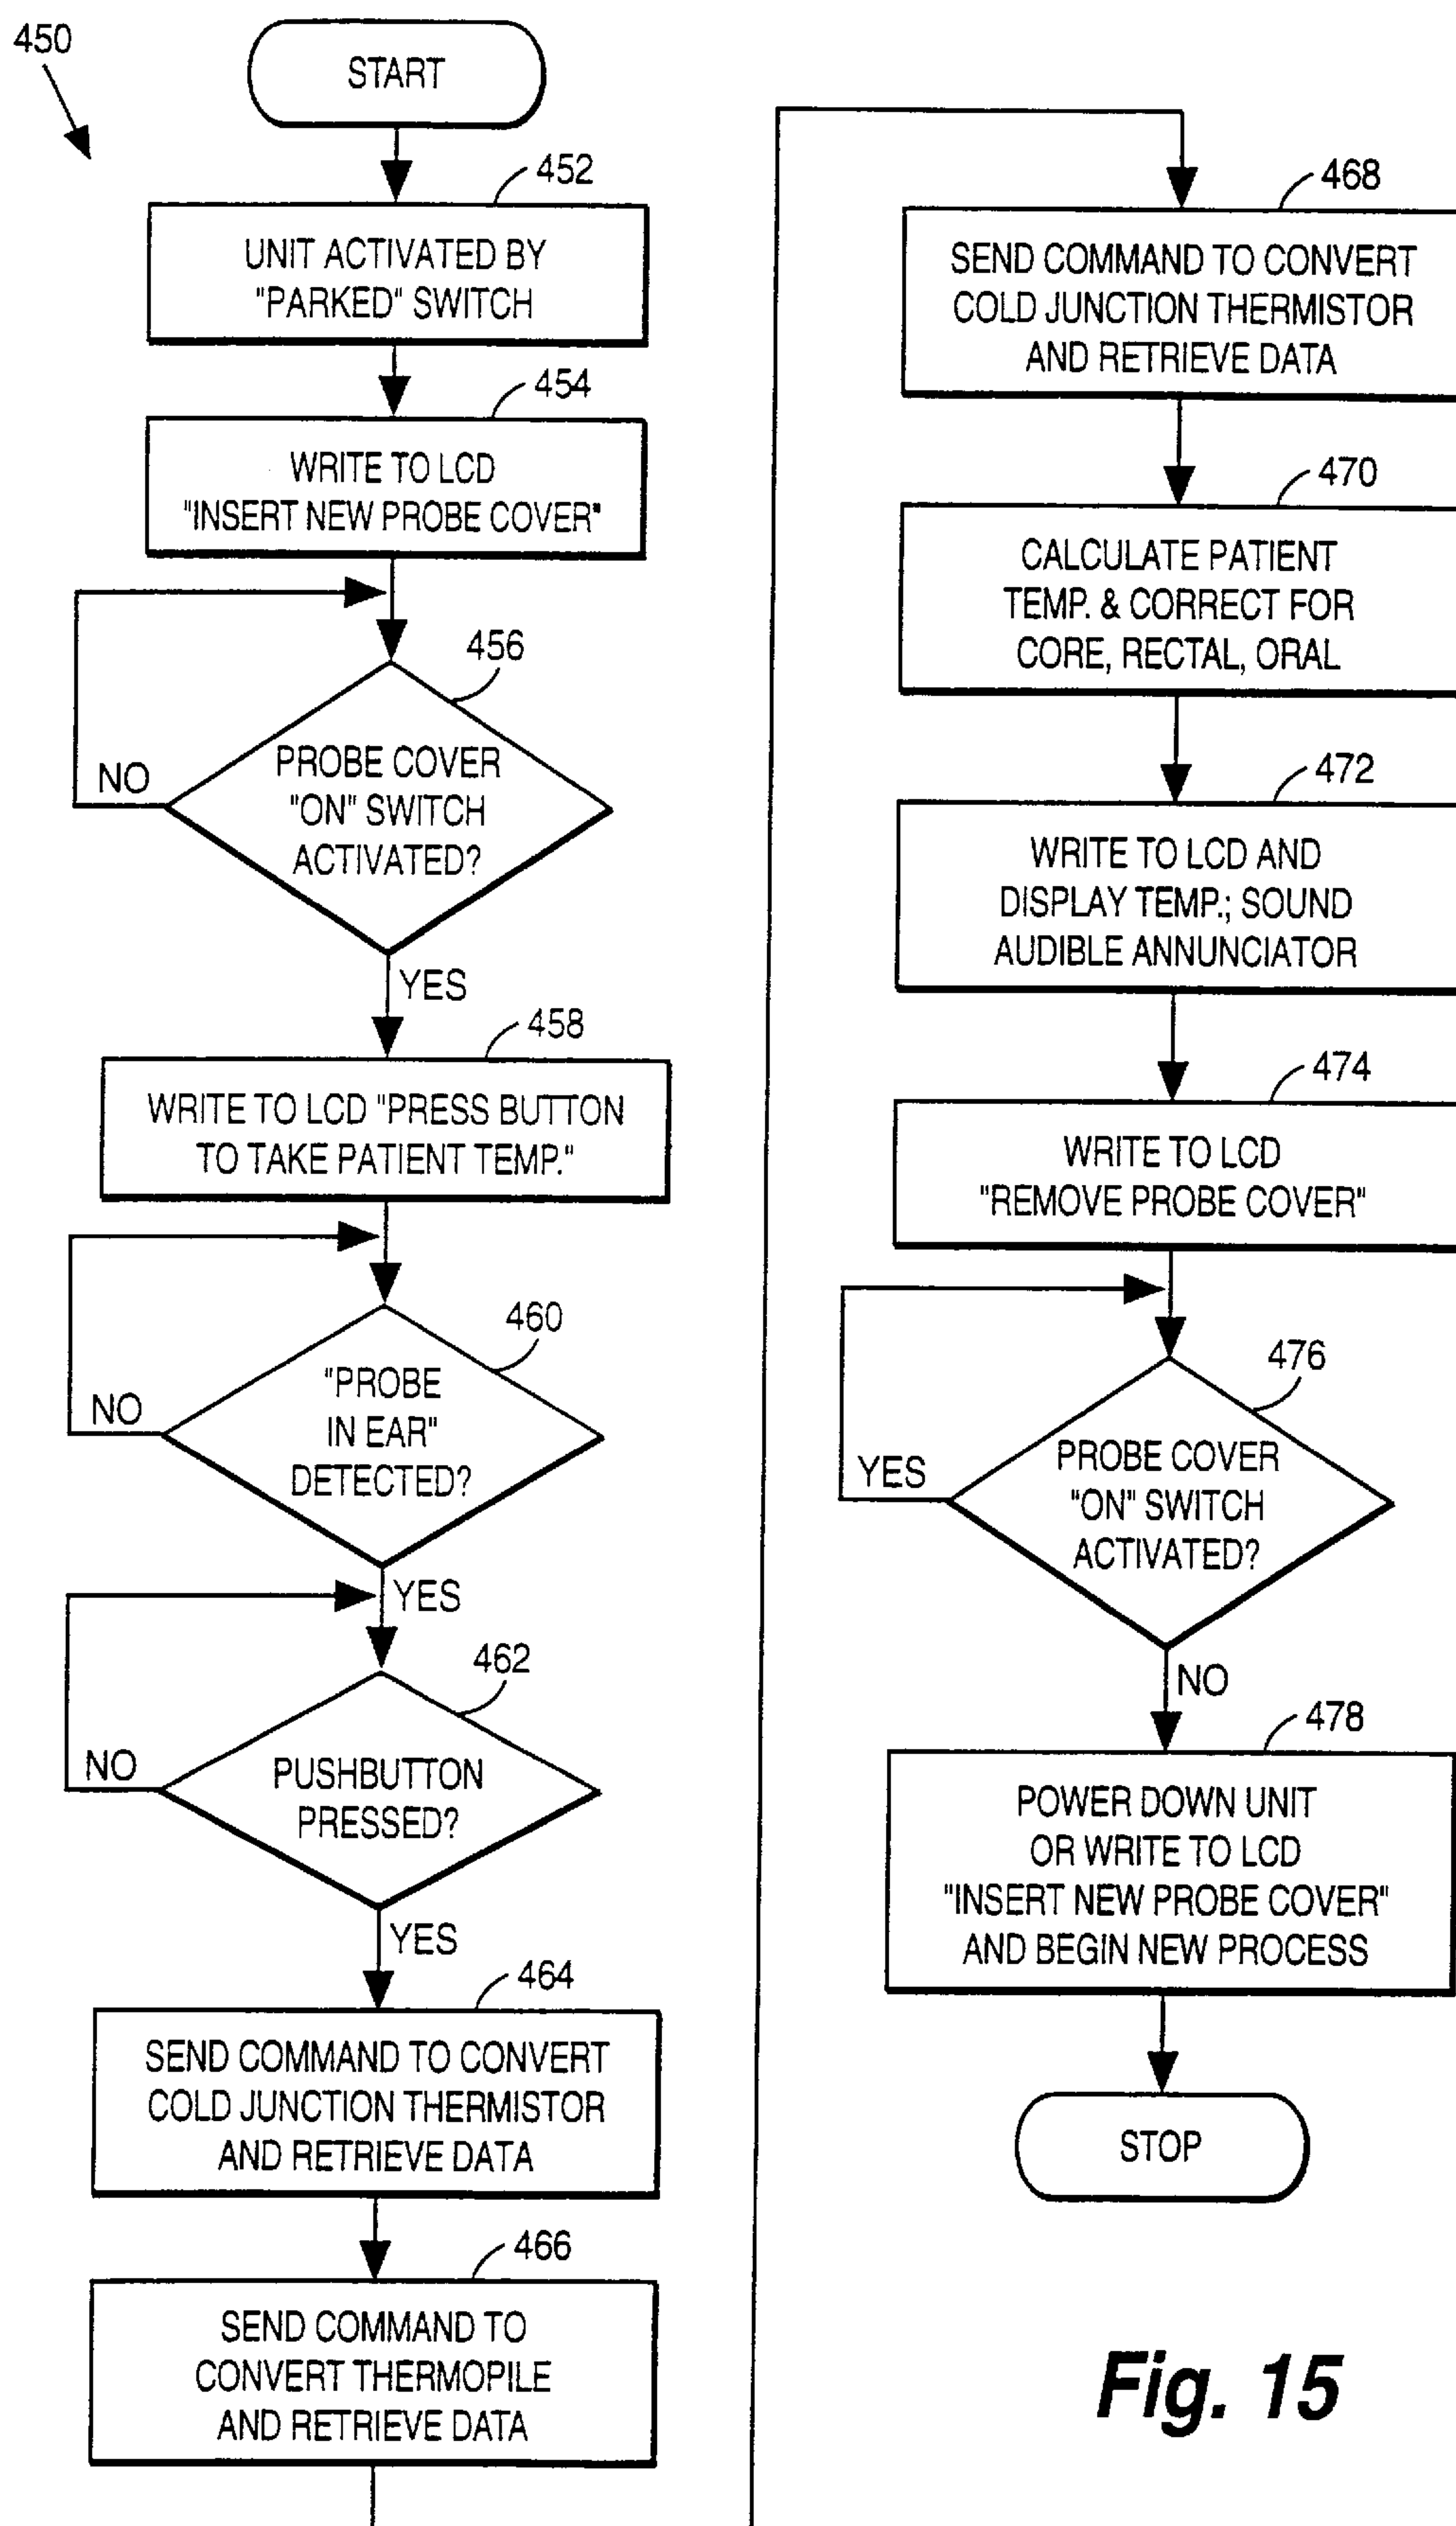 450
START
452
UNIT ACTIVATED BY
"PARKED" SWITCH
454
WRITE TO LCD
"INSERT NEW PROBE COVER"
456
PROBE COVER
"ON" SWITCH
ACTIVATED?
NO
YES
458
WRITE TO LCD "PRESS BUTTON
TO TAKE PATIENT TEMP."
460
"PROBE
IN EAR"
DETECTED?
NO
YES
462
PUSHBUTTON
PRESSED?
NO
YES
464
SEND COMMAND TO CONVERT
COLD JUNCTION THERMISTOR
AND RETRIEVE DATA
466
SEND COMMAND TO
CONVERT THERMOPILE
AND RETRIEVE DATA
468
SEND COMMAND TO CONVERT
COLD JUNCTION THERMISTOR
AND RETRIEVE DATA
470
CALCULATE PATIENT
TEMP. & CORRECT FOR
CORE, RECTAL, ORAL
472
WRITE TO LCD AND
DISPLAY TEMP.; SOUND
AUDIBLE ANNUNCIATOR
474
WRITE TO LCD
"REMOVE PROBE COVER"
476
PROBE COVER
"ON" SWITCH
ACTIVATED?
YES
NO
478
POWER DOWN UNIT
OR WRITE TO LCD
"INSERT NEW PROBE COVER"
AND BEGIN NEW PROCESS
STOP
Fig. 15